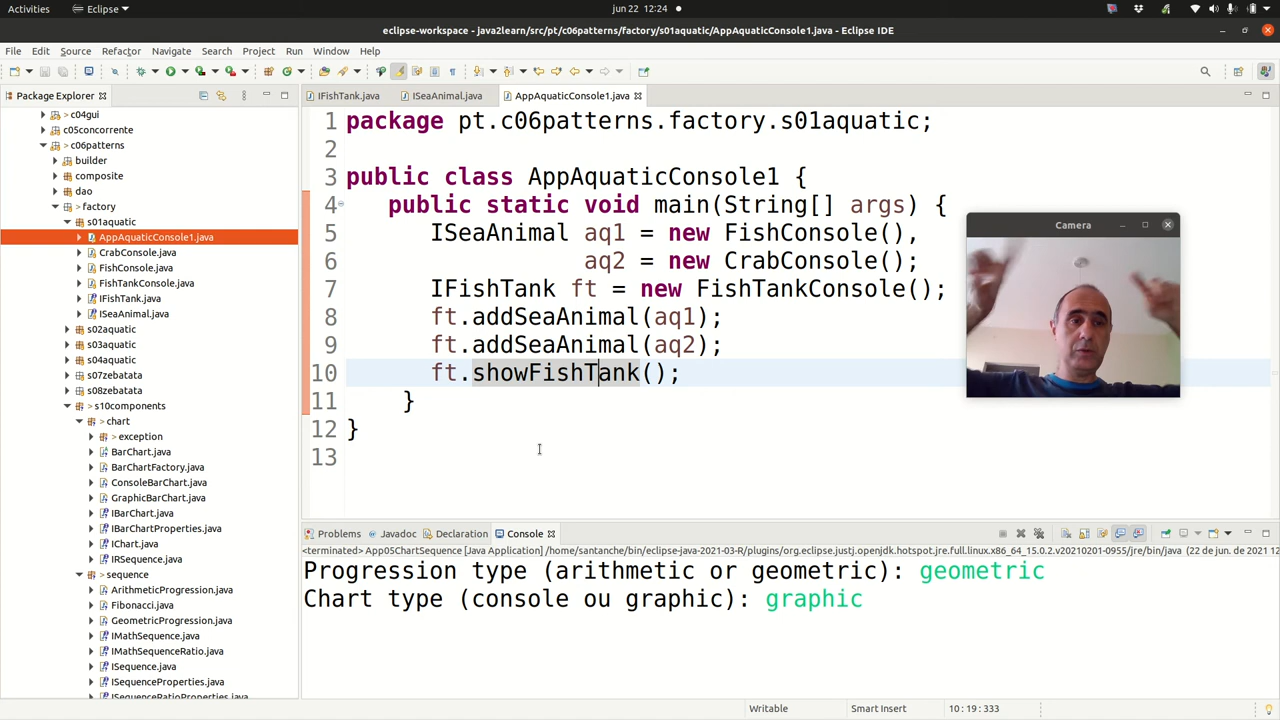 Activities
Eclipse
jun 22 12:24
eclipse-workspace - java2learn/src/pt/c06patterns/factory/s01aquatic/AppAquaticConsole1.java - Eclipse IDE
File Edit Source Refactor Navigate Search Project Run Window Help
Package Explorer
IFishTank.java
ISeaAnimal.java
AppAquaticConsole1.java
> c04gui
c05concorrente
> c06patterns
builder
> composite
> dao
> factory
> s01aquatic
AppAquaticConsole1.java
CrabConsole.java
FishConsole.java
FishTankConsole.java
IFishTank.java
ISeaAnimal.java
> s02aquatic
> s03aquatic
> s04aquatic
> s07zebatata
> s08zebatata
> s10components
> chart
> exception
BarChart.java
BarChartFactory.java
ConsoleBarChart.java
GraphicBarChart.java
IBarChart.java
IBarChartProperties.java
IChart.java
IRSequence.java
> sequence
ArithmeticProgression.java
Fibonacci.java
GeometricProgression.java
IMathSequence.java
IMathSequenceRatio.java
ISequence.java
ISequenceProperties.java
ISequenceRatioProperties.java
1 package pt.c06patterns.factory.s01aquatic;
2
3 public class AppAquaticConsole1 {
4 public static void main(String[] args) {
5 ISeaAnimal aq1 = new FishConsole(),
6 aq2 = new CrabConsole();
7 IFishTank ft = new FishTankConsole();
8 ft.addSeaAnimal(aq1);
9 ft.addSeaAnimal(aq2);
10 ft.showFishTank();
11 }
12 }
13
Camera
Problems Javadoc Declaration Console
<terminated> App05ChartSequence [Java Application] /home/santanche/bin/eclipse-java-2021-03-R/plugins/org.eclipse.justj.openjdk.hotspot.jre.full.linux.x86_64_15.0.2.v20210201-0955/jre/bin/java (22 de jun. de 2021 12
Progression type (arithmetic or geometric): geometric
Chart type (console ou graphic): graphic
Writable
Smart Insert
10 : 19 : 333